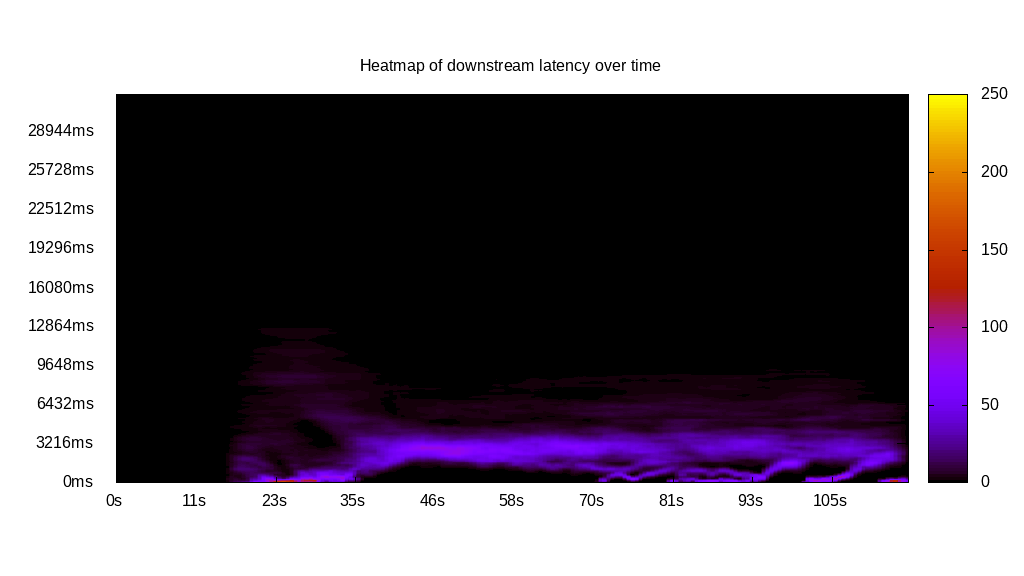 Heatmap of downstream latency over time
28944ms
25728ms
22512ms
19296ms
16080ms
12864ms
9648ms
6432ms
3216ms
0ms
0s 11s 23s 35s 46s 58s 70s 81s 93s 105s
250
200
150
100
50
0